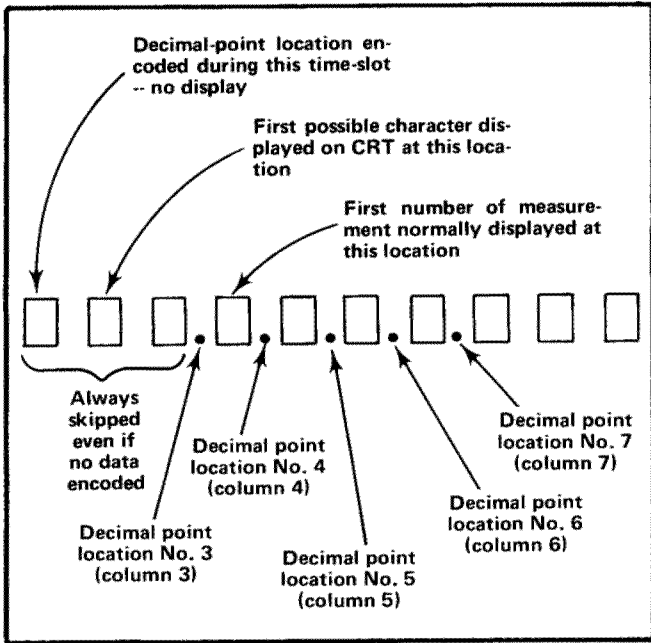 Decimal-point location en-
coded during this time-slot
-- no display
First possible character dis-
played on CRT at this loca-
tion
First number of measure-
ment normally displayed at
this location
Always
skipped
even if
no data
encoded
Decimal point
location No. 3
(column 3)
Decimal point
location No. 4
(column 4)
Decimal point
location No. 5
(column 5)
Decimal point
location No. 6
(column 6)
Decimal point
location No. 7
(column 7)